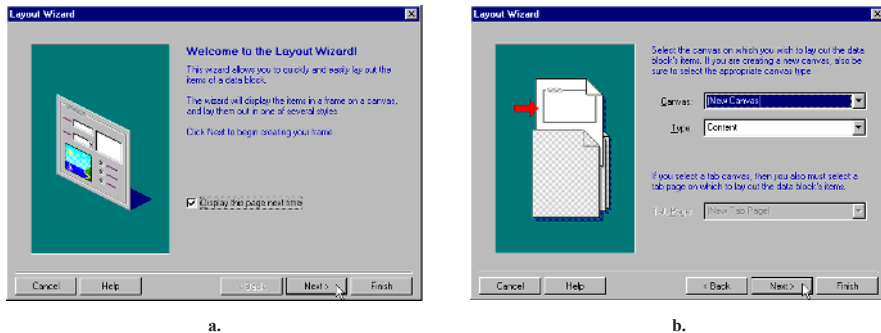 Layout Wizard
Welcome to the Layout Wizard!
This wizard allows you to quickly and easily lay out the
items of a data block.
The wizard will display the items in a frame on a canvas,
and lay them out in one of several styles.
Click Next to begin creating your frame.
Display this page next time
Cancel Help < Back Next > Finish
a.
Layout Wizard
Select the canvas on which you wish to lay out the data
block's items. If you are creating a new canvas, also be
sure to select the appropriate canvas type.
Canvas: (New Canvas)
Type: Content
If you select a tab canvas, then you also must select a
tab page on which to lay out the data block's items.
Tab Page: (New Tab Page)
Cancel Help < Back Next > Finish
b.